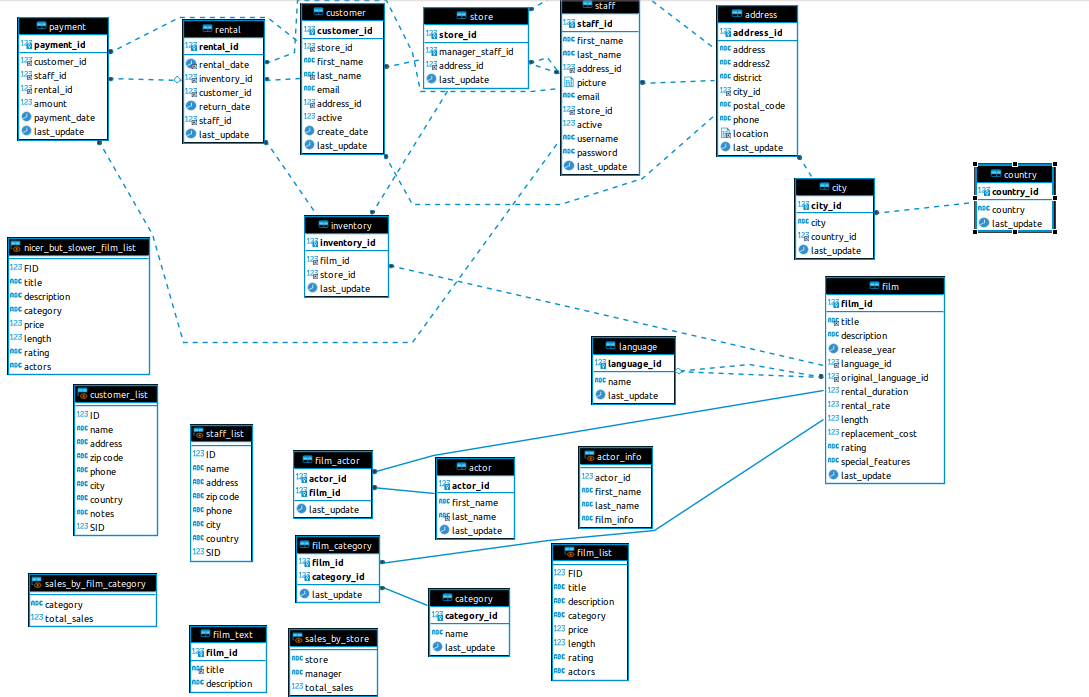 payment
payment_id
customer_id
staff_id
rental_id
amount
payment_date
last_update
rental
rental_id
rental_date
inventory_id
customer_id
return_date
staff_id
last_update
customer
customer_id
store_id
first_name
last_name
email
address_id
active
create_date
last_update
store
store_id
manager_staff_id
address_id
last_update
staff
staff_id
first_name
last_name
address_id
picture
email
store_id
active
username
password
last_update
address
address_id
address
address2
district
city_id
postal_code
phone
location
last_update
city
city_id
city
country_id
last_update
country
country_id
country
last_update
inventory
inventory_id
film_id
store_id
last_update
nicer_but_slower_film_list
FID
title
description
category
price
length
rating
actors
film
film_id
title
description
release_year
language_id
original_language_id
rental_duration
rental_rate
length
replacement_cost
rating
special_features
last_update
language
language_id
name
last_update
customer_list
ID
name
address
zip code
phone
city
country
notes
SID
staff_list
ID
name
address
zip code
phone
city
country
SID
film_actor
actor_id
film_id
last_update
actor
actor_id
first_name
last_name
last_update
actor_info
actor_id
first_name
last_name
film_info
film_category
film_id
category_id
last_update
category
category_id
name
last_update
film_list
FID
title
description
category
price
length
rating
actors
sales_by_film_category
category
total_sales
film_text
film_id
title
description
sales_by_store
store
manager
total_sales